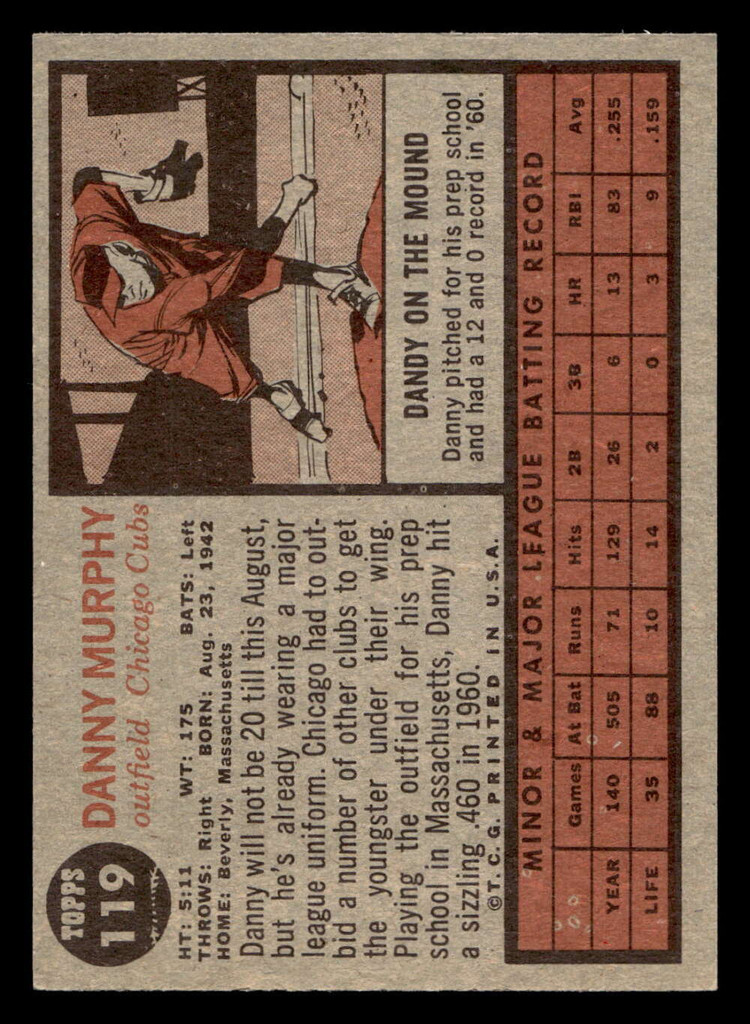 TOPPS
119
DANNY MURPHY
outfield Chicago Cubs
HT: 5:11 WT: 175 BATS: Left
THROWS: Right BORN: Aug. 23, 1942
HOME: Beverly, Massachusetts
Danny will not be 20 till this August,
but he's already wearing a major
league uniform. Chicago had to out-
bid a number of other clubs to get
the youngster under their wing.
Playing the outfield for his prep
school in Massachusetts, Danny hit
a sizzling .460 in 1960.
©T. C. G. PRINTED IN U.S.A.
DANDY ON THE MOUND
Danny pitched for his prep school
and had a 12 and 0 record in '60.
MINOR & MAJOR LEAGUE BATTING RECORD
Games At Bat Runs Hits 2B 3B HR RBI Avg
YEAR 140 505 71 129 26 6 13 83 .255
LIFE 35 88 10 14 2 0 3 9 .159